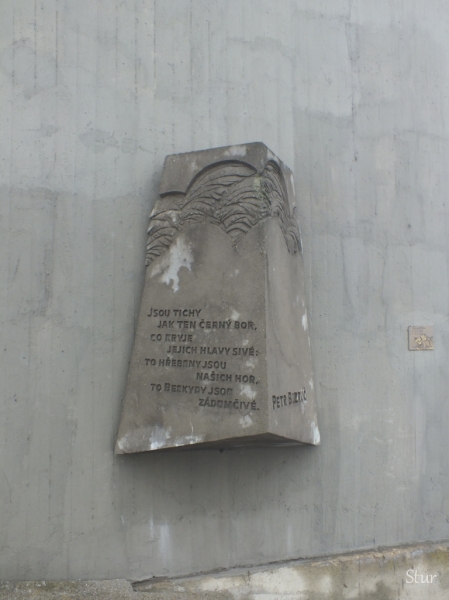 JSOU TICHY
JAK TEN ČERNÝ BOR,
CO KRYJE
JEJICH HLAVY SIVÉ;
TO HŘEBENY JSOU
NAŠICH HOR,
TO BESKYDY JSOU
ZÁDUMČIVÉ.
PETR
Stur